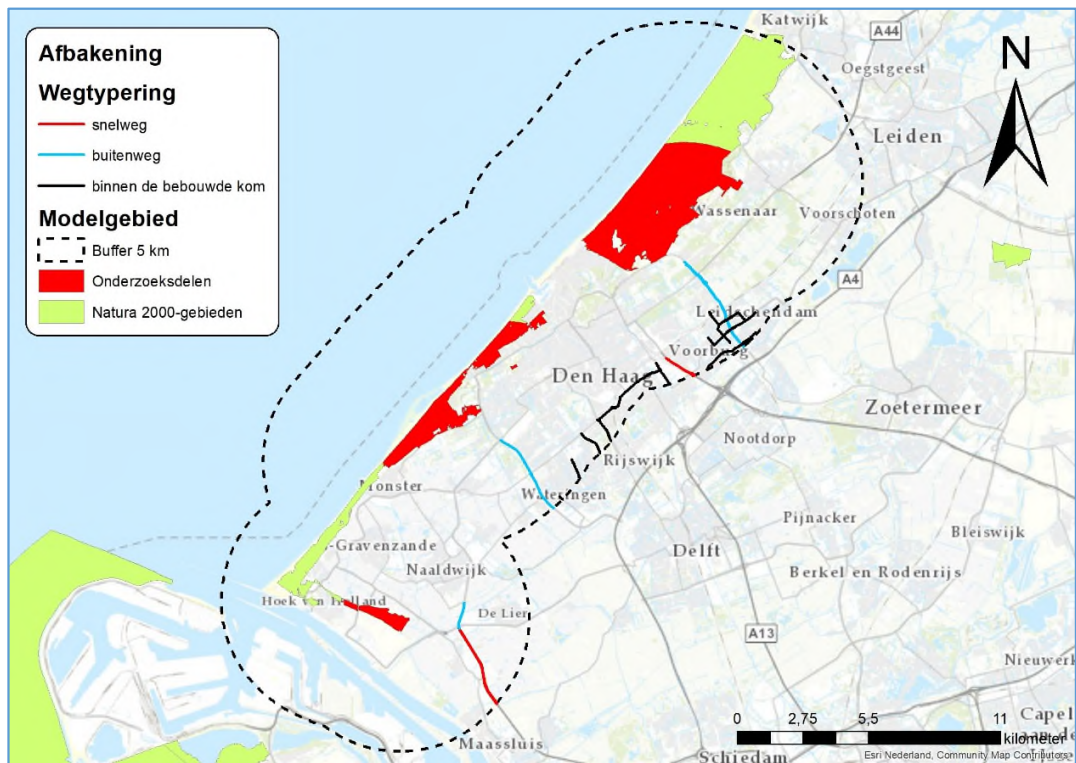 Afbakening
Wegtypering
snelweg
buitenweg
binnen de bebouwde kom
Modelgebied
Buffer 5 km
Onderzoeksdelen
Natura 2000-gebieden
N
Katwijk
A44
Oegstgeest
Leiden
Wassenaar
Voorschoten
A4
Leidschendam
Voorburg
Den Haag
Zoetermeer
Nootdorp
Rijswijk
Monster
Wateringen
Pijnacker
Bleiswijk
Delft
-Gravenzande
Naaldwijk
Berkel en Rodenrijs
Hoek van Holland
De Lier
A13
Nieuwerk
Maassluis
Schiedam
Capel
aan de
0 2,75 5,5 11
kilometer
Esri Nederland, Community Map Contributors